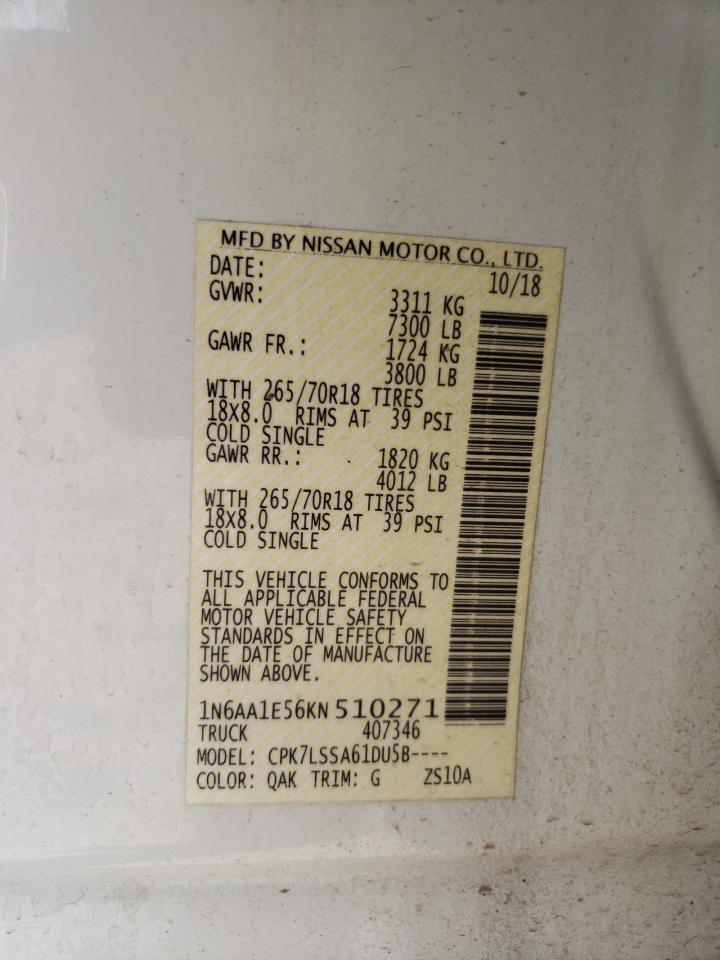 MFD BY NISSAN MOTOR CO., LTD.
DATE: 10/18
GVWR: 3311 KG
7300 LB
GAWR FR.: 1724 KG
3800 LB
WITH 265/70R18 TIRES
18X8.0 RIMS AT 39 PSI
COLD SINGLE
GAWR RR.: 1820 KG
4012 LB
WITH 265/70R18 TIRES
18X8.0 RIMS AT 39 PSI
COLD SINGLE
THIS VEHICLE CONFORMS TO
ALL APPLICABLE FEDERAL
MOTOR VEHICLE SAFETY
STANDARDS IN EFFECT ON
THE DATE OF MANUFACTURE
SHOWN ABOVE.
1N6AA1E56KN510271
TRUCK 407346
MODEL: CPK7LSSA61DU5B----
COLOR: QAK TRIM: G ZS10A